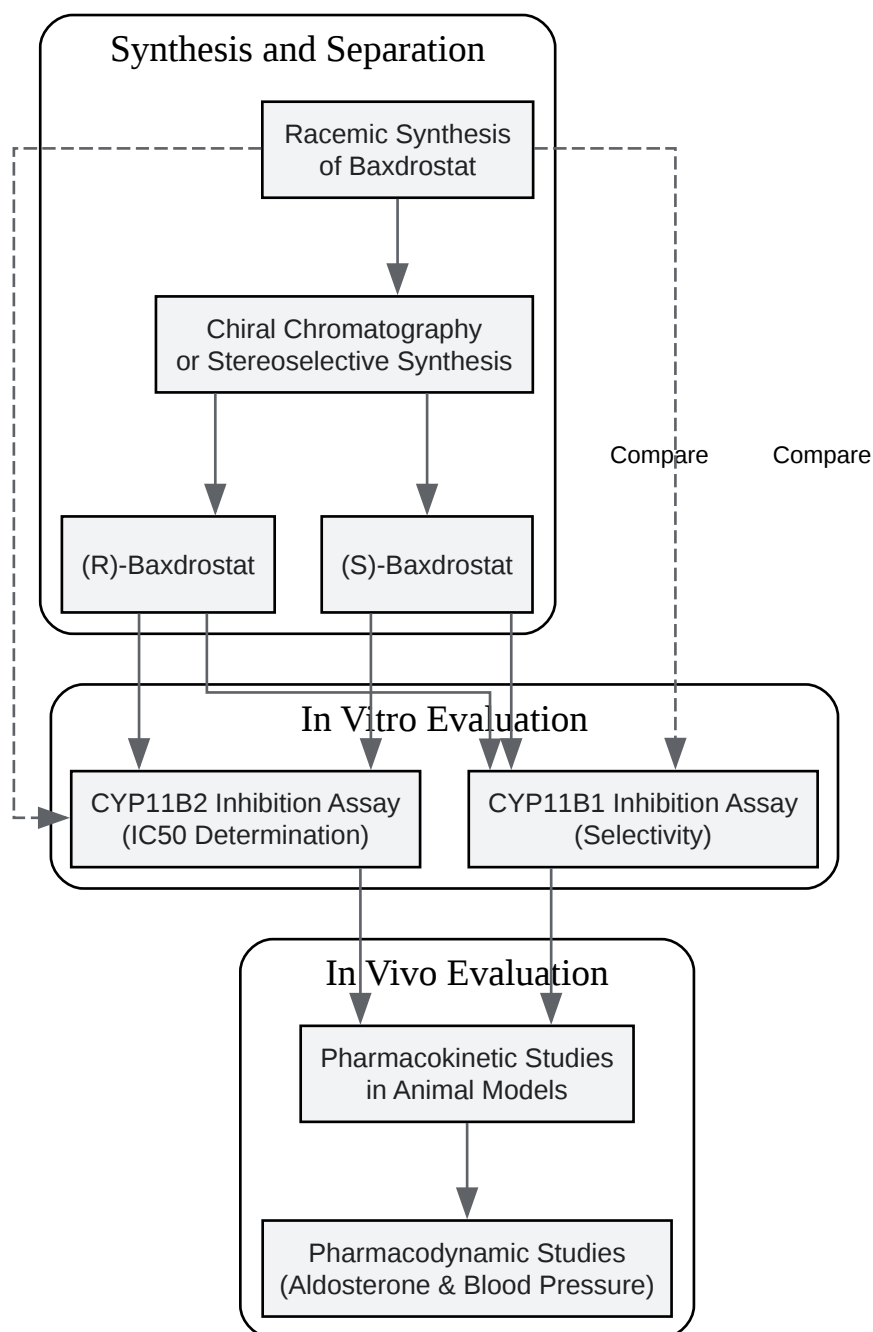 Synthesis and Separation
Racemic Synthesis
of Baxdrostat
Chiral Chromatography
or Stereoselective Synthesis
Compare
Compare
(R)-Baxdrostat
(S)-Baxdrostat
In Vitro Evaluation
CYP11B2 Inhibition Assay
(IC50 Determination)
CYP11B1 Inhibition Assay
(Selectivity)
In Vivo Evaluation
Pharmacokinetic Studies
in Animal Models
Pharmacodynamic Studies
(Aldosterone & Blood Pressure)